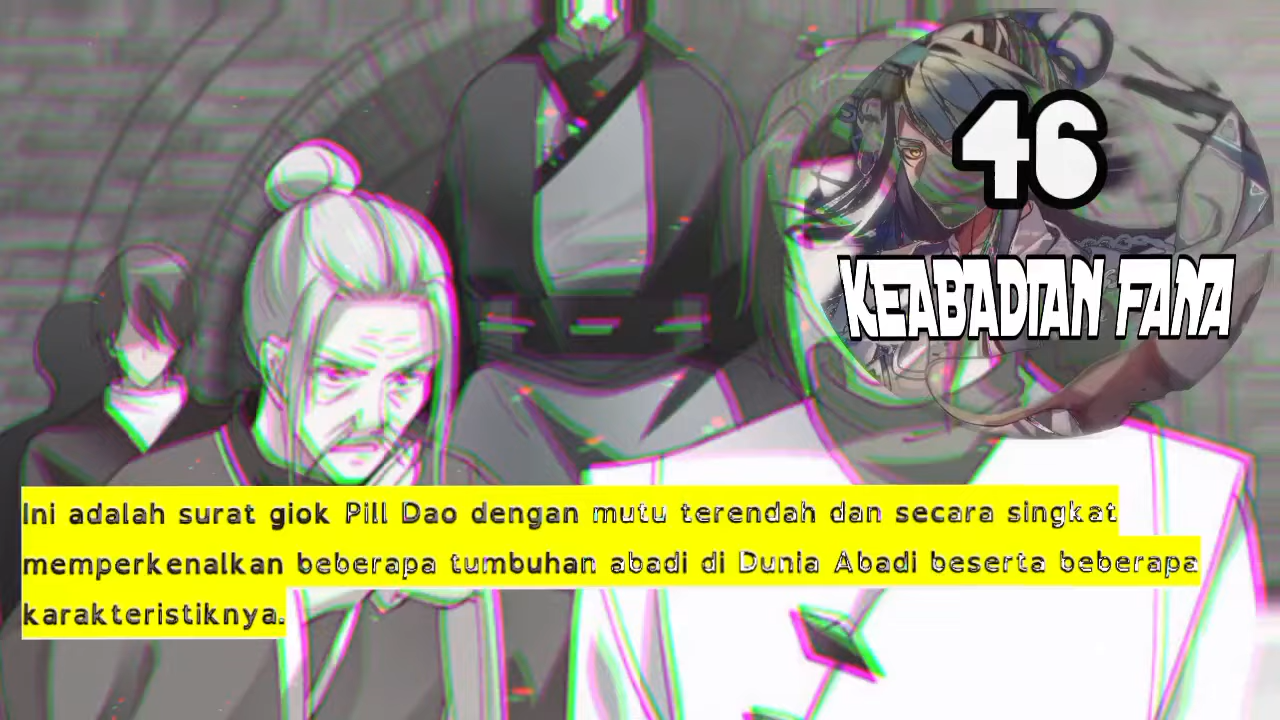 46
KEABADIAN FANA
Ini adalah surat giok Pill Dao dengan mutu terendah dan secara singkat
memperkenalkan beberapa tumbuhan abadi di Dunia Abadi beserta beberapa
karakteristiknya.